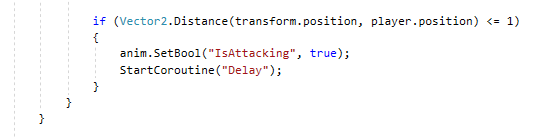 if (Vector2.Distance(transform.position, player.position) <= 1)
{
anim.SetBool("IsAttacking", true);
StartCoroutine("Delay");
}
}
}